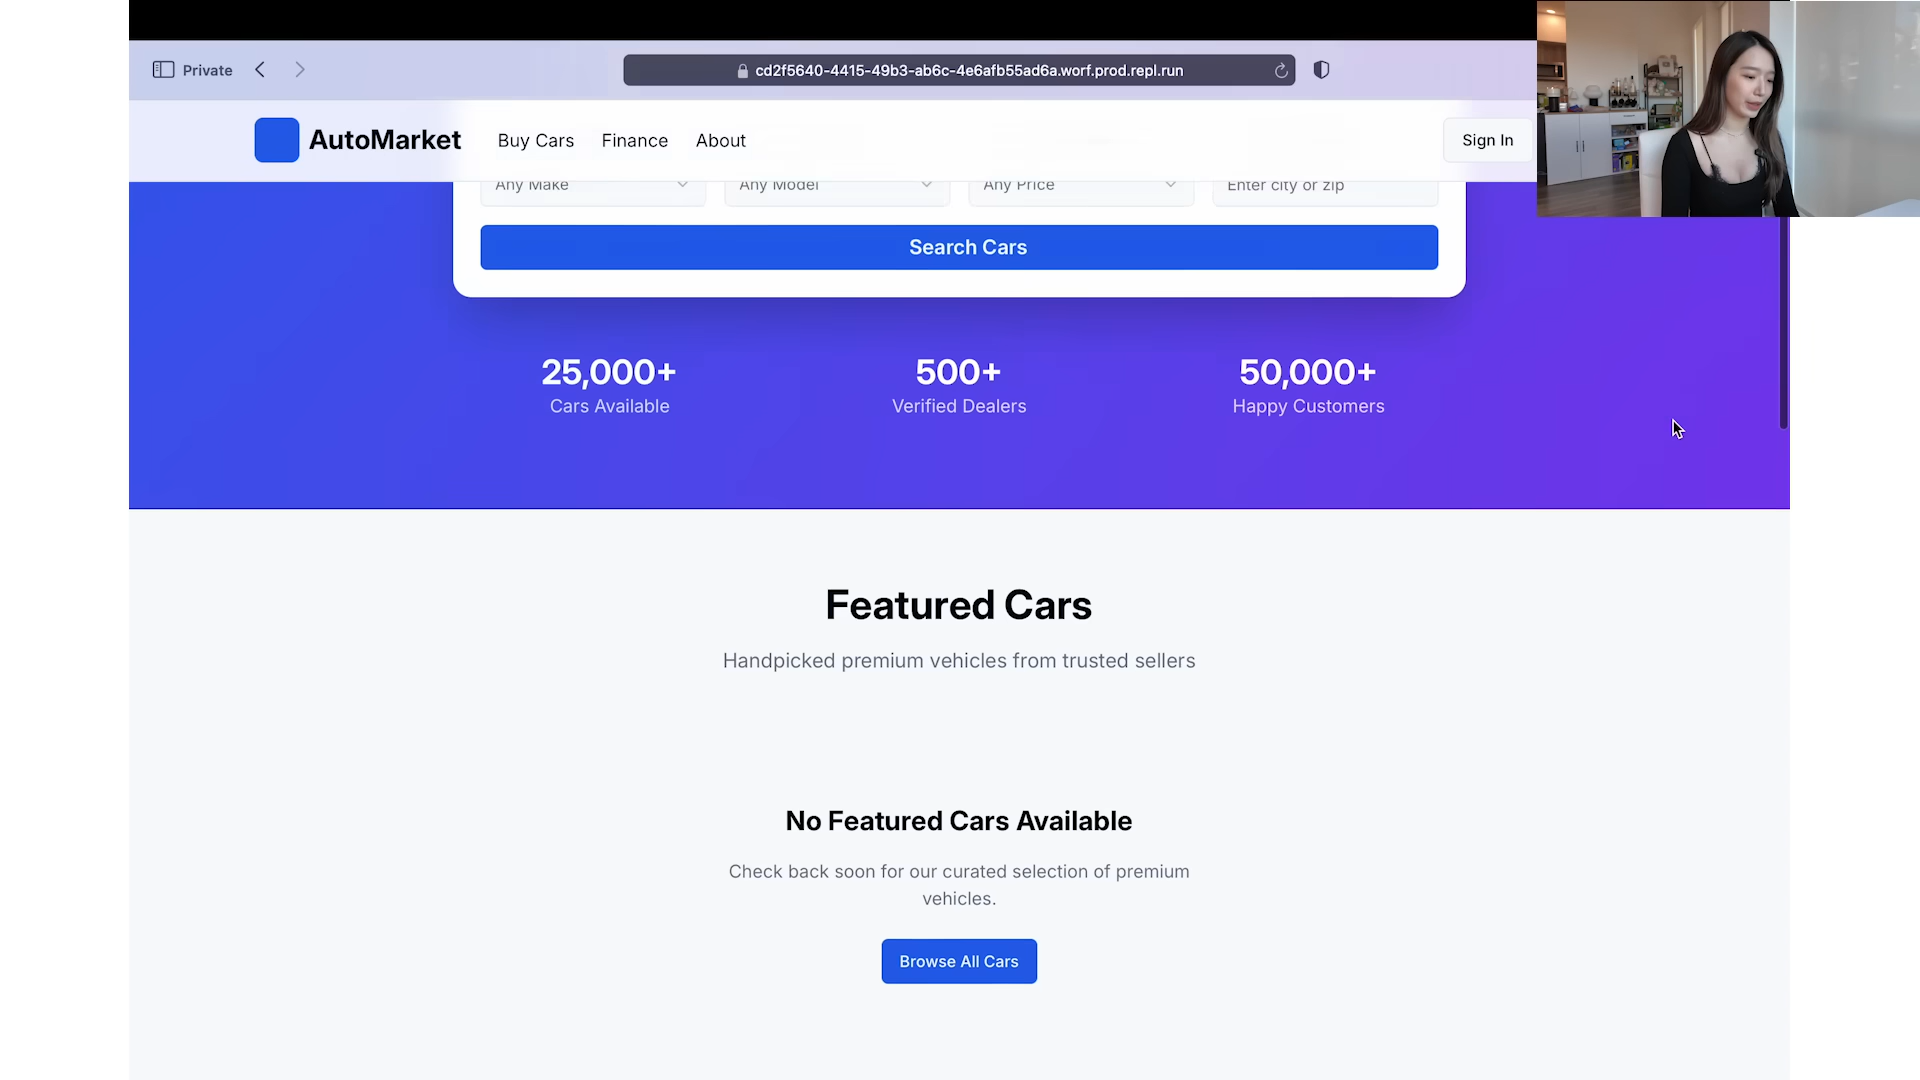 Private
cd2f5640-4415-49b3-ab6c-4e6afb55ad6a.worf.prod.repl.run
AutoMarket
Buy Cars
Finance
About
Sign In
Any Make
Any Model
Any Price
Enter city or zip
Search Cars
25,000+
Cars Available
500+
Verified Dealers
50,000+
Happy Customers
Featured Cars
Handpicked premium vehicles from trusted sellers
No Featured Cars Available
Check back soon for our curated selection of premium
vehicles.
Browse All Cars